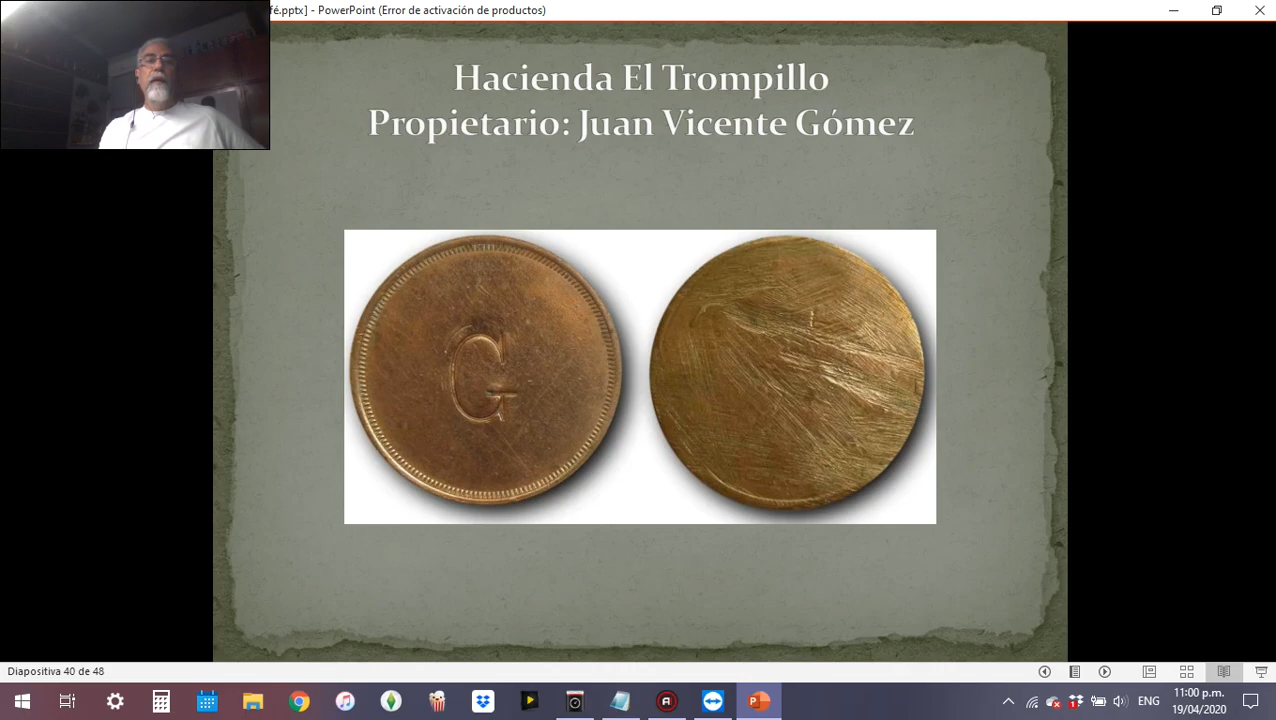 fé.pptx] - PowerPoint (Error de activación de productos)
Hacienda El Trompillo
Propietario: Juan Vicente Gómez
G
Diapositiva 40 de 48
ENG
11:00 p.m.
19/04/2020